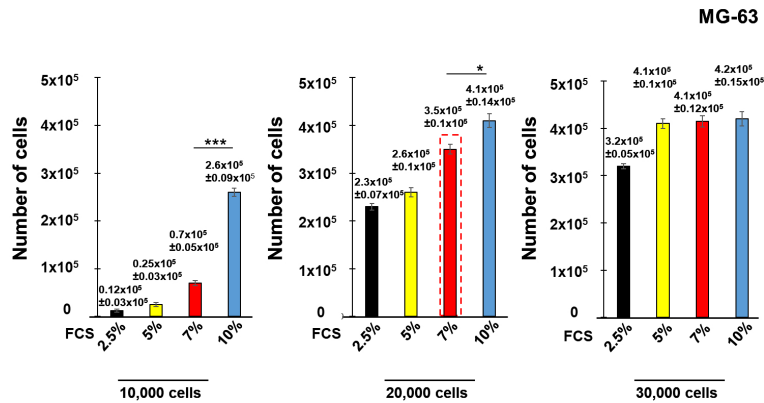 MG-63
Number of cells
5x10⁵
4x10⁵
3x10⁵
2x10⁵
1x10⁵
0
0.12x10⁵
±0.03x10⁵
0.25x10⁵
±0.03x10⁵
0.7x10⁵
±0.05x10⁵
***
2.6x10⁵
±0.09x10⁵
FCS 2.5% 5% 7% 10%
10,000 cells
Number of cells
5x10⁵
4x10⁵
3x10⁵
2x10⁵
1x10⁵
0
2.3x10⁵
±0.07x10⁵
2.6x10⁵
±0.1x10⁵
3.5x10⁵
±0.1x10⁵
*
4.1x10⁵
±0.14x10⁵
FCS 2.5% 5% 7% 10%
20,000 cells
Number of cells
5x10⁵
4x10⁵
3x10⁵
2x10⁵
1x10⁵
0
3.2x10⁵
±0.05x10⁵
4.1x10⁵
±0.1x10⁵
4.1x10⁵
±0.12x10⁵
4.2x10⁵
±0.15x10⁵
FCS 2.5% 5% 7% 10%
30,000 cells